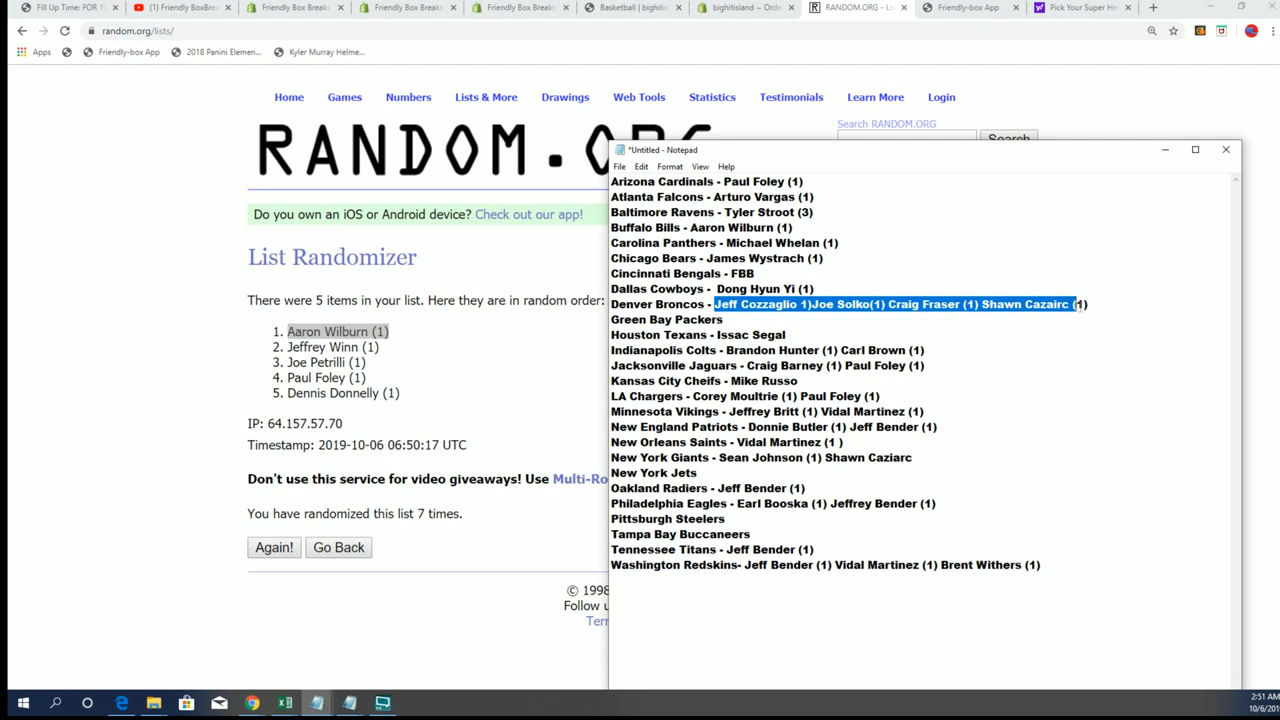 Fill Up Time: FOR 1
(1) Friendly BoxBrea
Friendly Box Breaks
Friendly Box Breaks
Friendly Box Breaks
Basketball | bighitis
bighitisland ~ Orde
RANDOM.ORG - Lis
Friendly-box App
Pick Your Super He
random.org/lists/
Apps
Friendly-box App
2018 Panini Elemen...
Kyler Murray Helme...
Home
Games
Numbers
Lists & More
Drawings
Web Tools
Statistics
Testimonials
Learn More
Login
RANDOM.ORG
Search RANDOM.ORG
Search
Do you own an iOS or Android device? Check out our app!
List Randomizer
There were 5 items in your list. Here they are in random order:
1. Aaron Wilburn (1)
2. Jeffrey Winn (1)
3. Joe Petrilli (1)
4. Paul Foley (1)
5. Dennis Donnelly (1)
IP: 64.157.57.70
Timestamp: 2019-10-06 06:50:17 UTC
Don't use this service for video giveaways! Use Multi-Ro
You have randomized this list 7 times.
Again!
Go Back
© 1998
Follow u
Terr
*Untitled - Notepad
File Edit Format View Help
Arizona Cardinals - Paul Foley (1)
Atlanta Falcons - Arturo Vargas (1)
Baltimore Ravens - Tyler Stroot (3)
Buffalo Bills - Aaron Wilburn (1)
Carolina Panthers - Michael Whelan (1)
Chicago Bears - James Wystrach (1)
Cincinnati Bengals - FBB
Dallas Cowboys -  Dong Hyun Yi (1)
Denver Broncos - Jeff Cozzaglio 1)Joe Solko(1) Craig Fraser (1) Shawn Cazairc (1)
Green Bay Packers
Houston Texans - Issac Segal
Indianapolis Colts - Brandon Hunter (1) Carl Brown (1)
Jacksonville Jaguars - Craig Barney (1) Paul Foley (1)
Kansas City Cheifs - Mike Russo
LA Chargers - Corey Moultrie (1) Paul Foley (1)
Minnesota Vikings - Jeffrey Britt (1) Vidal Martinez (1)
New England Patriots - Donnie Butler (1) Jeff Bender (1)
New Orleans Saints - Vidal Martinez (1 )
New York Giants - Sean Johnson (1) Shawn Caziarc
New York Jets
Oakland Radiers - Jeff Bender (1)
Philadelphia Eagles - Earl Booska (1) Jeffrey Bender (1)
Pittsburgh Steelers
Tampa Bay Buccaneers
Tennessee Titans - Jeff Bender (1)
Washington Redskins- Jeff Bender (1) Vidal Martinez (1) Brent Withers (1)
2:51 AM
10/6/201